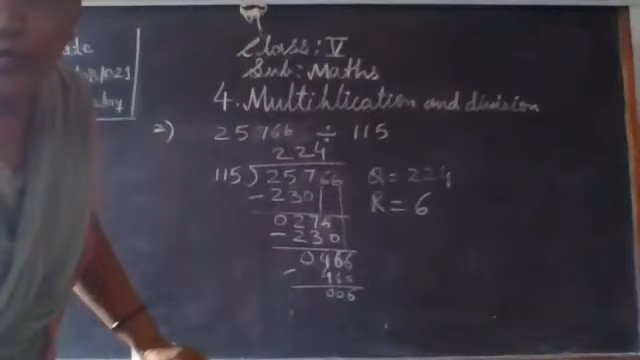 Class: V
Sub: Maths
4. Multiplication and division
2) 25766 ÷ 115
224
115) 25766
- 230
0276
- 230
0466
- 460
006
Q = 224
R = 6